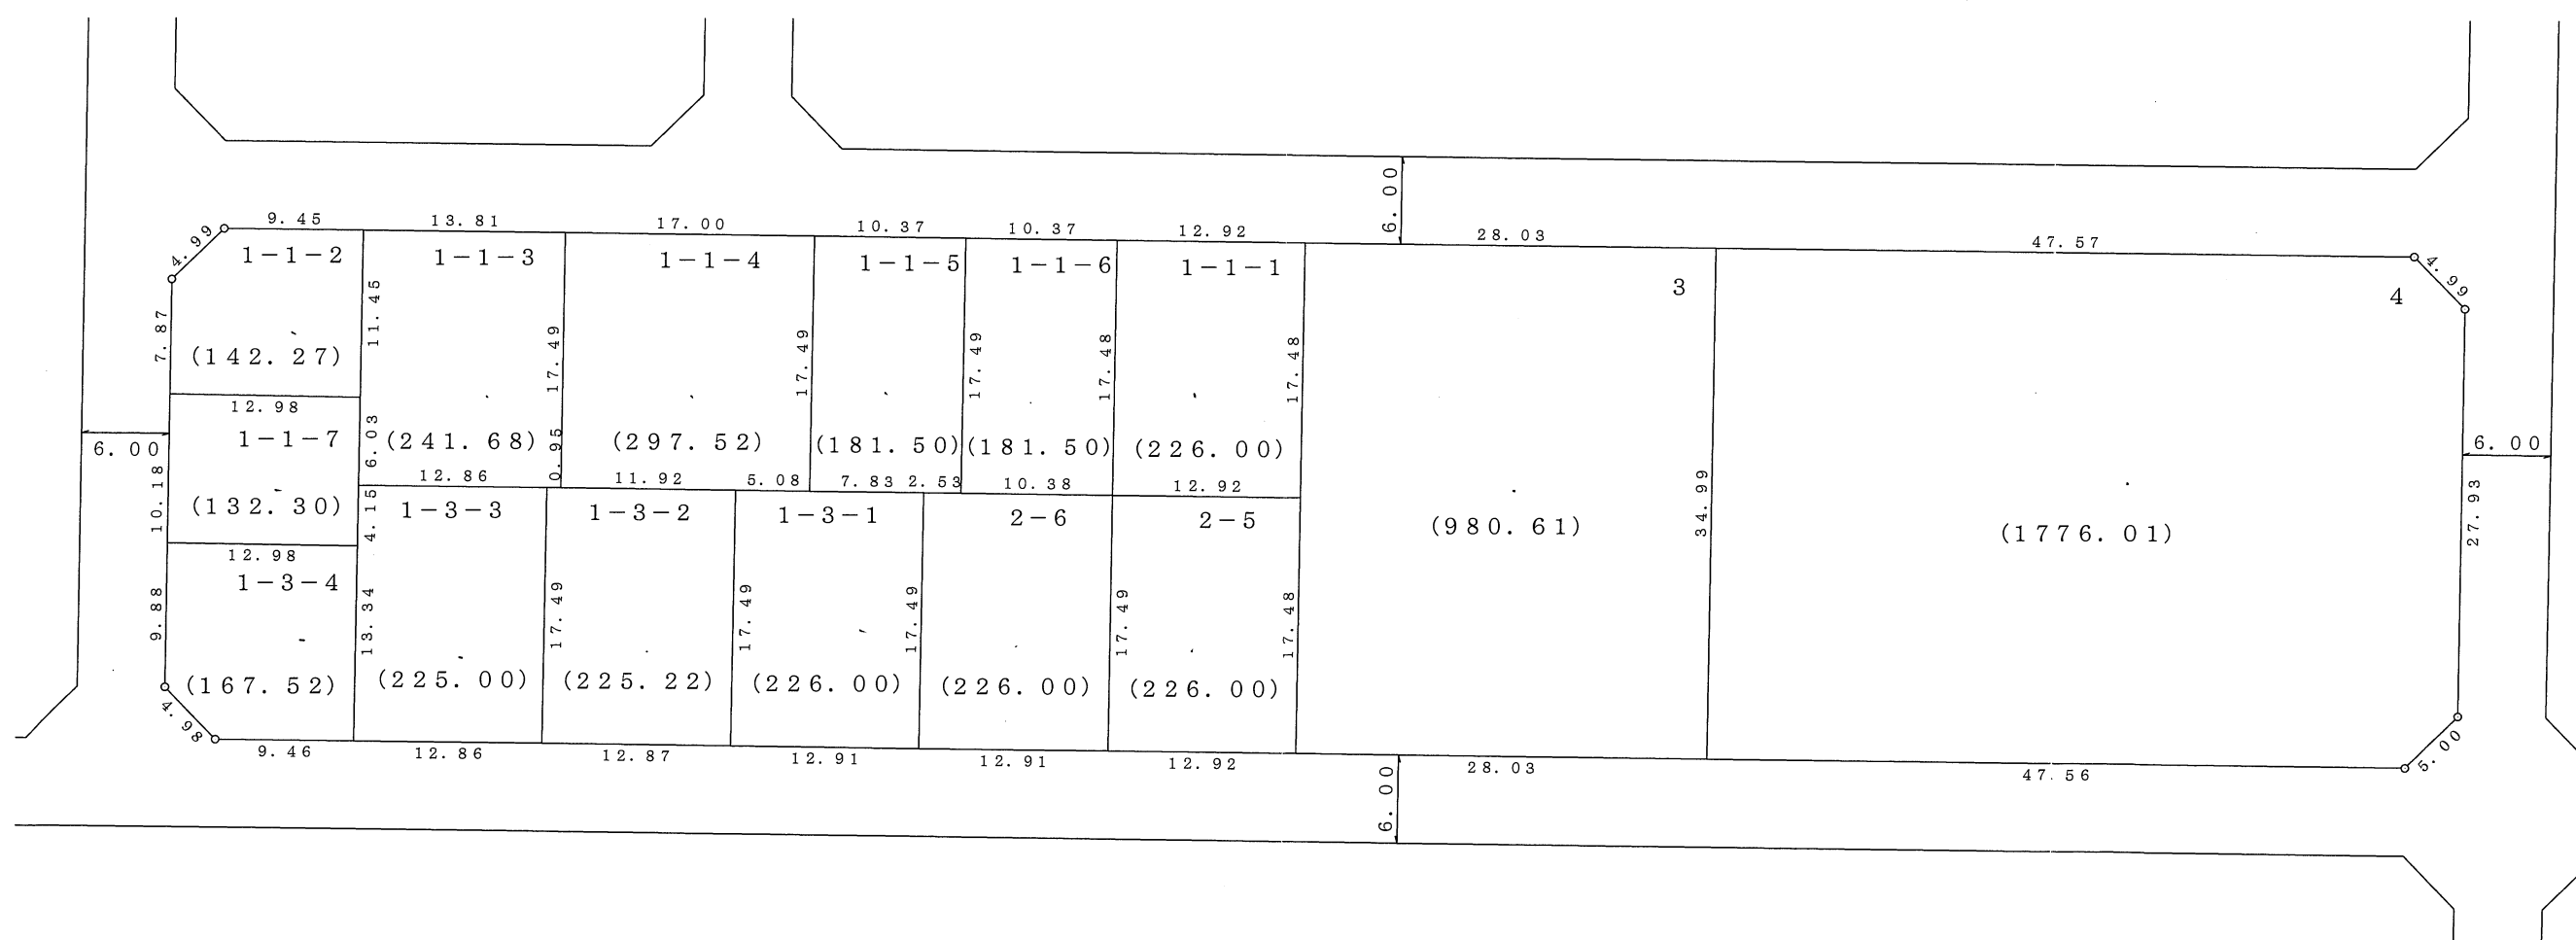 6.00
9.45 13.81 17.00 10.37 10.37 12.92 28.03 47.57
4.99 4.99
1-1-2 1-1-3 1-1-4 1-1-5 1-1-6 1-1-1 3 4
7.87 11.45 17.49 17.49 17.49 17.48 17.48
(142.27)
12.98
1-1-7
6.03 (241.68) 0.95 (297.52) (181.50) (181.50) (226.00)
6.00 6.00
12.86 11.92 5.08 7.83 2.53 10.38 12.92
10.18 (132.30) 4.15 34.99 27.93
1-3-3 1-3-2 1-3-1 2-6 2-5
(980.61) (1776.01)
12.98
1-3-4
9.88 13.34 17.49 17.49 17.49 17.49 17.48
(167.52) (225.00) (225.22) (226.00) (226.00) (226.00)
4.98 5.00
9.46 12.86 12.87 12.91 12.91 12.92 28.03 47.56
6.00